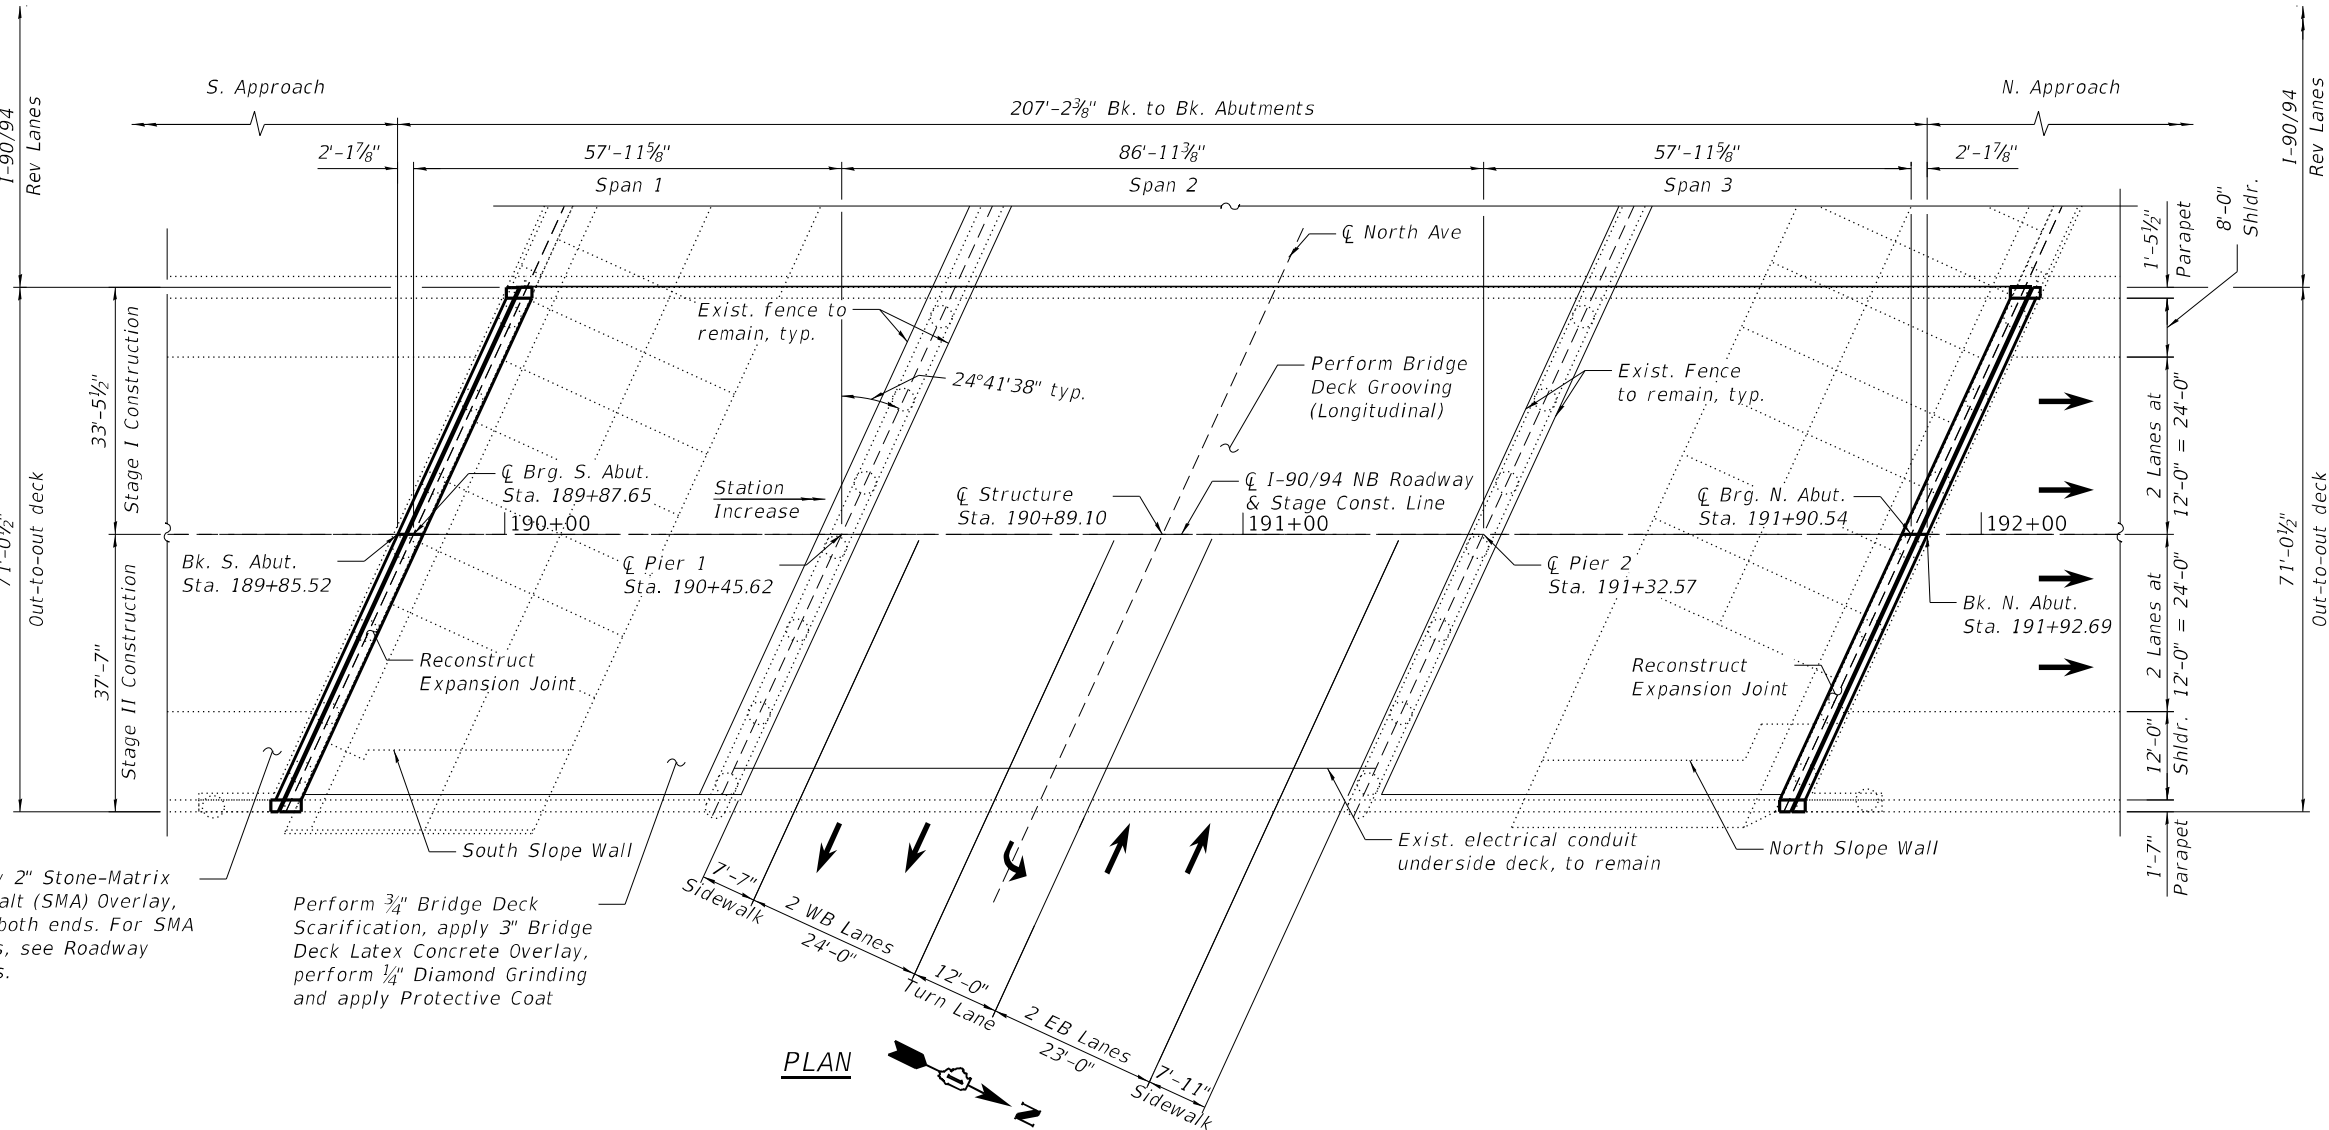 S. Approach
N. Approach
207'-2⅜" Bk. to Bk. Abutments
2'-1⅞"
57'-11⅝"
86'-11⅜"
57'-11⅝"
2'-1⅞"
Span 1
Span 2
Span 3
I-90/94
Rev Lanes
I-90/94
Rev Lanes
1'-5½"
Parapet
8'-0"
Shldr.
℄ North Ave
Exist. fence to
remain, typ.
24°41'38" typ.
Perform Bridge
Deck Grooving
(Longitudinal)
Exist. Fence
to remain, typ.
33'-5½"
Stage I Construction
2 Lanes at
12'-0" = 24'-0"
℄ Brg. S. Abut.
Sta. 189+87.65
Station
Increase
℄ Structure
Sta. 190+89.10
℄ I-90/94 NB Roadway
& Stage Const. Line
℄ Brg. N. Abut.
Sta. 191+90.54
190+00
191+00
192+00
71'-0½"
Out-to-out deck
71'-0½"
Out-to-out deck
Bk. S. Abut.
Sta. 189+85.52
℄ Pier 1
Sta. 190+45.62
℄ Pier 2
Sta. 191+32.57
Bk. N. Abut.
Sta. 191+92.69
37'-7"
Stage II Construction
2 Lanes at
12'-0" = 24'-0"
Reconstruct
Expansion Joint
Reconstruct
Expansion Joint
12'-0"
Shldr.
1'-7"
Parapet
South Slope Wall
Exist. electrical conduit
underside deck, to remain
North Slope Wall
2" Stone-Matrix
(SMA) Overlay,
both ends. For SMA
see Roadway
Perform ¾" Bridge Deck
Scarification, apply 3" Bridge
Deck Latex Concrete Overlay,
perform ¼" Diamond Grinding
and apply Protective Coat
7'-7"
Sidewalk
2 WB Lanes
24'-0"
12'-0"
Turn Lane
2 EB Lanes
23'-0"
7'-11"
Sidewalk
PLAN
N